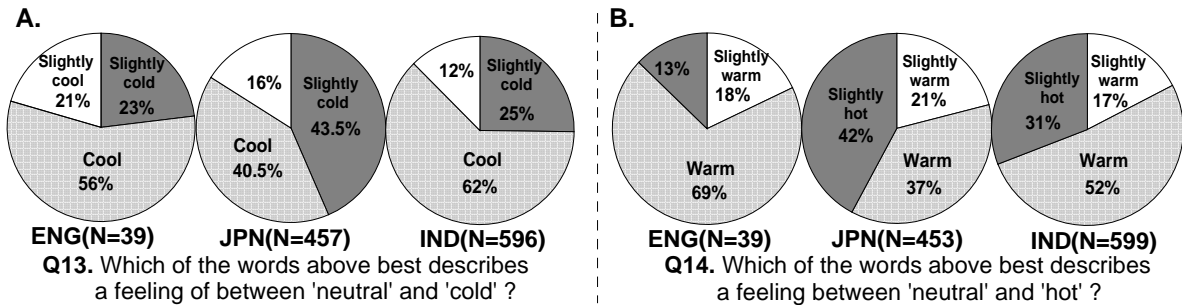 A.
Slightly
cool
21%
Slightly
cold
23%
Cool
56%
ENG(N=39)
16%
Slightly
cold
43.5%
Cool
40.5%
JPN(N=457)
12%
Slightly
cold
25%
Cool
62%
IND(N=596)
Q13. Which of the words above best describes
a feeling of between 'neutral' and 'cold' ?
B.
13%
Slightly
warm
18%
Warm
69%
ENG(N=39)
Slightly
hot
42%
Slightly
warm
21%
Warm
37%
JPN(N=453)
Slightly
hot
31%
Slightly
warm
17%
Warm
52%
IND(N=599)
Q14. Which of the words above best describes
a feeling between 'neutral' and 'hot' ?